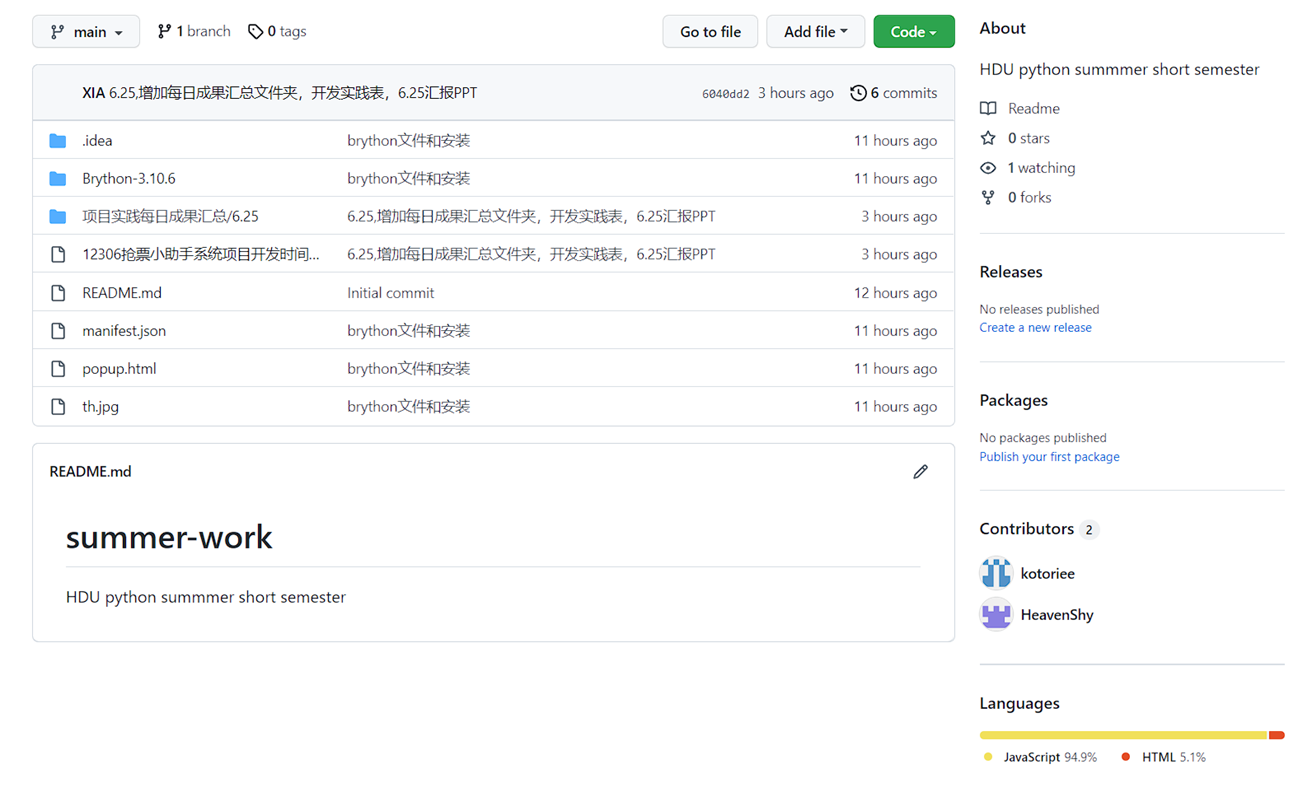 main 1 branch 0 tags Go to file Add file Code
XIA 6.25,增加每日成果汇总文件夹，开发实践表，6.25汇报PPT 6040dd2 3 hours ago 6 commits
.idea brython文件和安装 11 hours ago
Brython-3.10.6 brython文件和安装 11 hours ago
项目实践每日成果汇总/6.25 6.25,增加每日成果汇总文件夹，开发实践表，6.25汇报PPT 3 hours ago
12306抢票小助手系统项目开发时间... 6.25,增加每日成果汇总文件夹，开发实践表，6.25汇报PPT 3 hours ago
README.md Initial commit 12 hours ago
manifest.json brython文件和安装 11 hours ago
popup.html brython文件和安装 11 hours ago
th.jpg brython文件和安装 11 hours ago
README.md
summer-work
HDU python summmer short semester
About
HDU python summmer short semester
Readme
0 stars
1 watching
0 forks
Releases
No releases published
Create a new release
Packages
No packages published
Publish your first package
Contributors 2
kotoriee
HeavenShy
Languages
JavaScript 94.9% HTML 5.1%